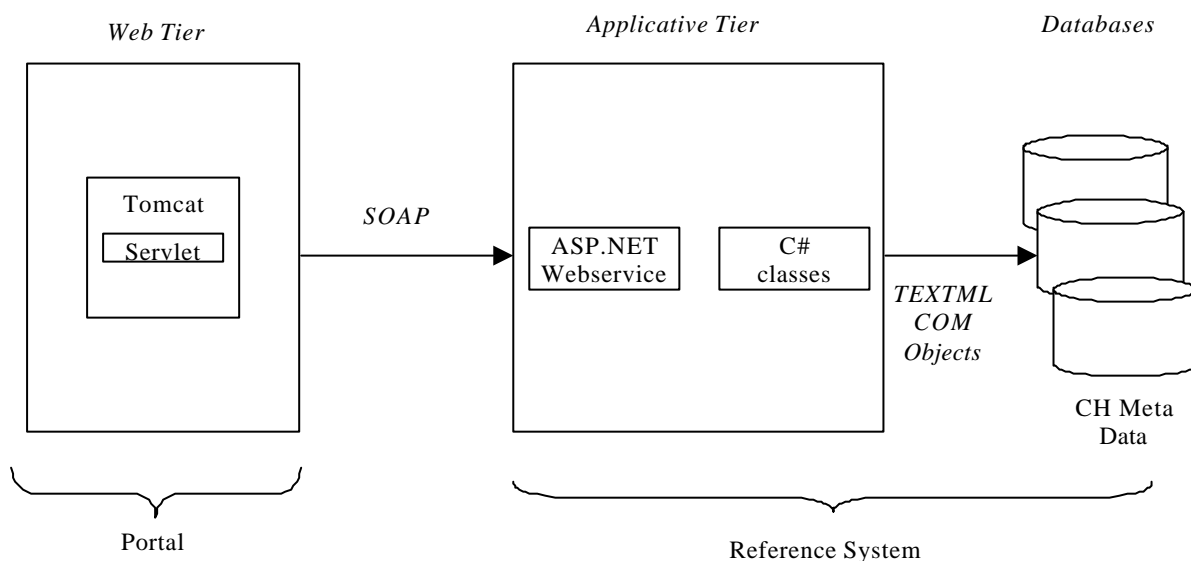 Web Tier
Applicative Tier
Databases
Tomcat
Servlet
SOAP
ASP.NET
Webservice
C#
classes
TEXTML
COM
Objects
CH Meta
Data
Portal
Reference System